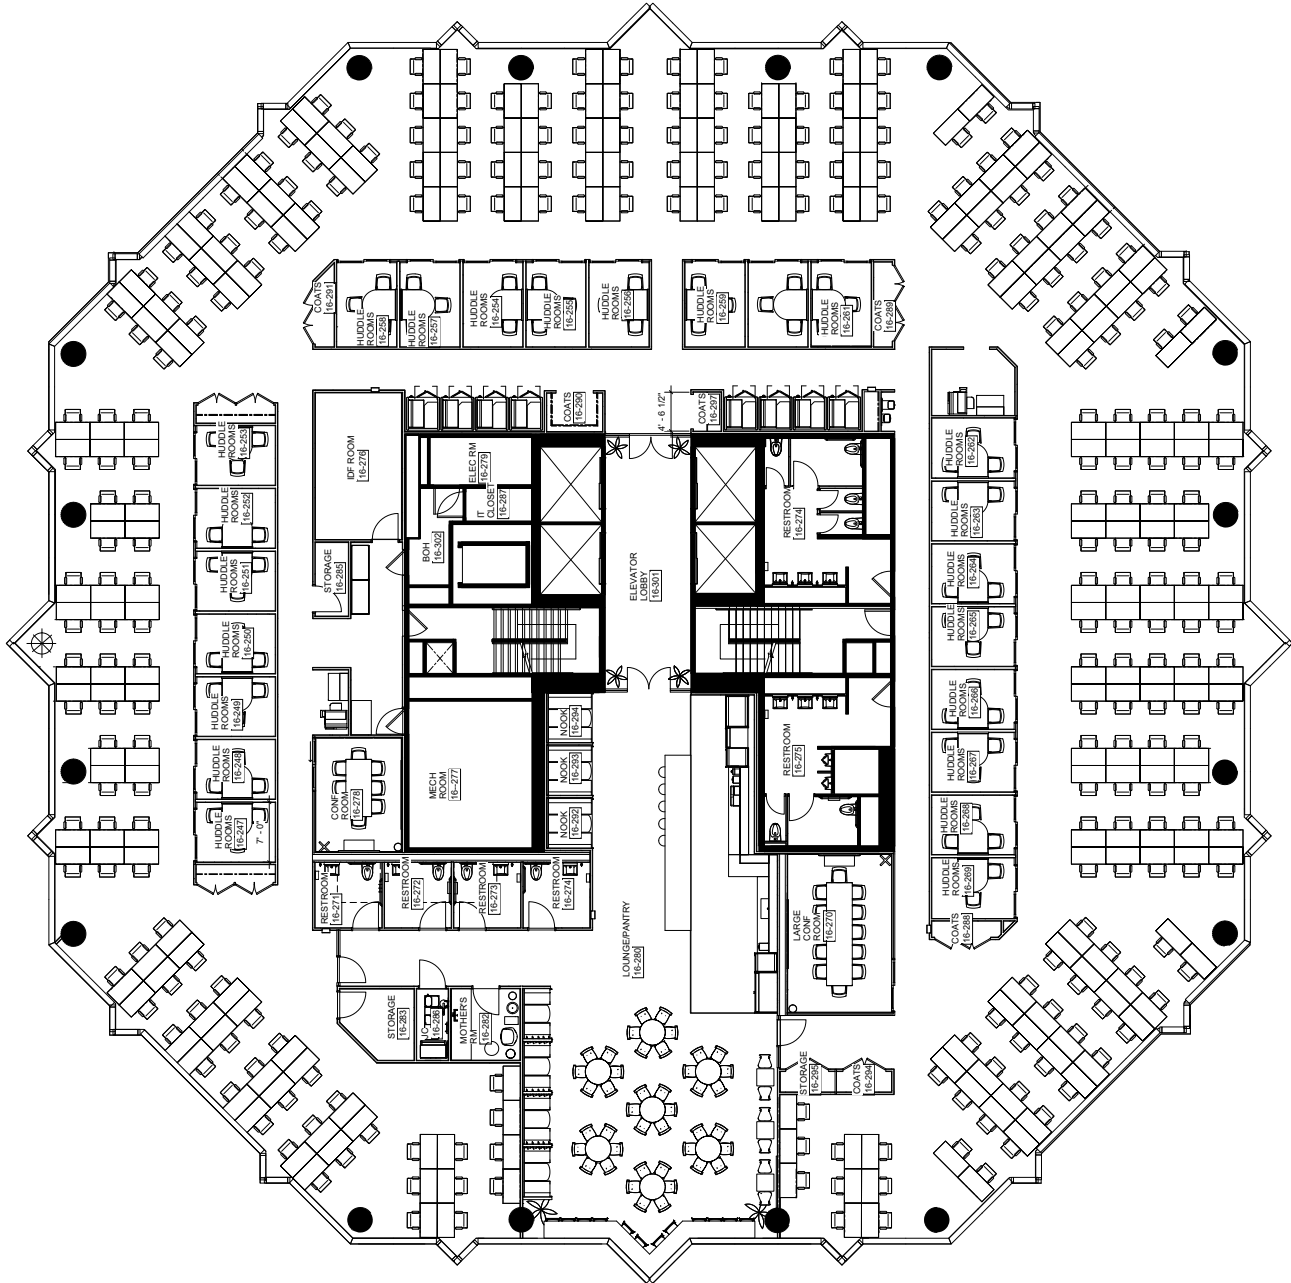 COATS
16-291
HUDDLE
ROOMS
16-258
HUDDLE
ROOMS
16-257
HUDDLE
ROOMS
16-254
HUDDLE
ROOMS
16-255
HUDDLE
ROOMS
16-256
HUDDLE
ROOMS
16-259
HUDDLE
ROOMS
16-261
COATS
16-289
HUDDLE
ROOMS
16-253
HUDDLE
ROOMS
16-252
HUDDLE
ROOMS
16-251
HUDDLE
ROOMS
16-250
HUDDLE
ROOMS
16-249
HUDDLE
ROOMS
16-248
HUDDLE
ROOMS
16-247
7' - 0"
IDF ROOM
16-276
STORAGE
16-285
COATS
16-290
4' - 6 1/2"
COATS
16-297
ELEC RM
16-279
IT
CLOSET
16-287
BOH
16-302
ELEVATOR
LOBBY
16-301
RESTROOM
16-274
HUDDLE
ROOMS
16-262
HUDDLE
ROOMS
16-263
HUDDLE
ROOMS
16-264
HUDDLE
ROOMS
16-265
HUDDLE
ROOMS
16-266
HUDDLE
ROOMS
16-267
HUDDLE
ROOMS
16-268
HUDDLE
ROOMS
16-269
COATS
16-288
CONF
ROOM
16-278
MECH
ROOM
16--277
NOOK
16-294
NOOK
16-293
NOOK
16-292
RESTROOM
16-275
RESTROOM
16-271
RESTROOM
16-272
RESTROOM
16-273
RESTROOM
16-274
LOUNGE/PANTRY
16-280
LARGE
CONF
ROOM
16-270
STORAGE
16-283
JC
16-286
MOTHER'S
RM
16-282
STORAGE
16-295
COATS
16-294